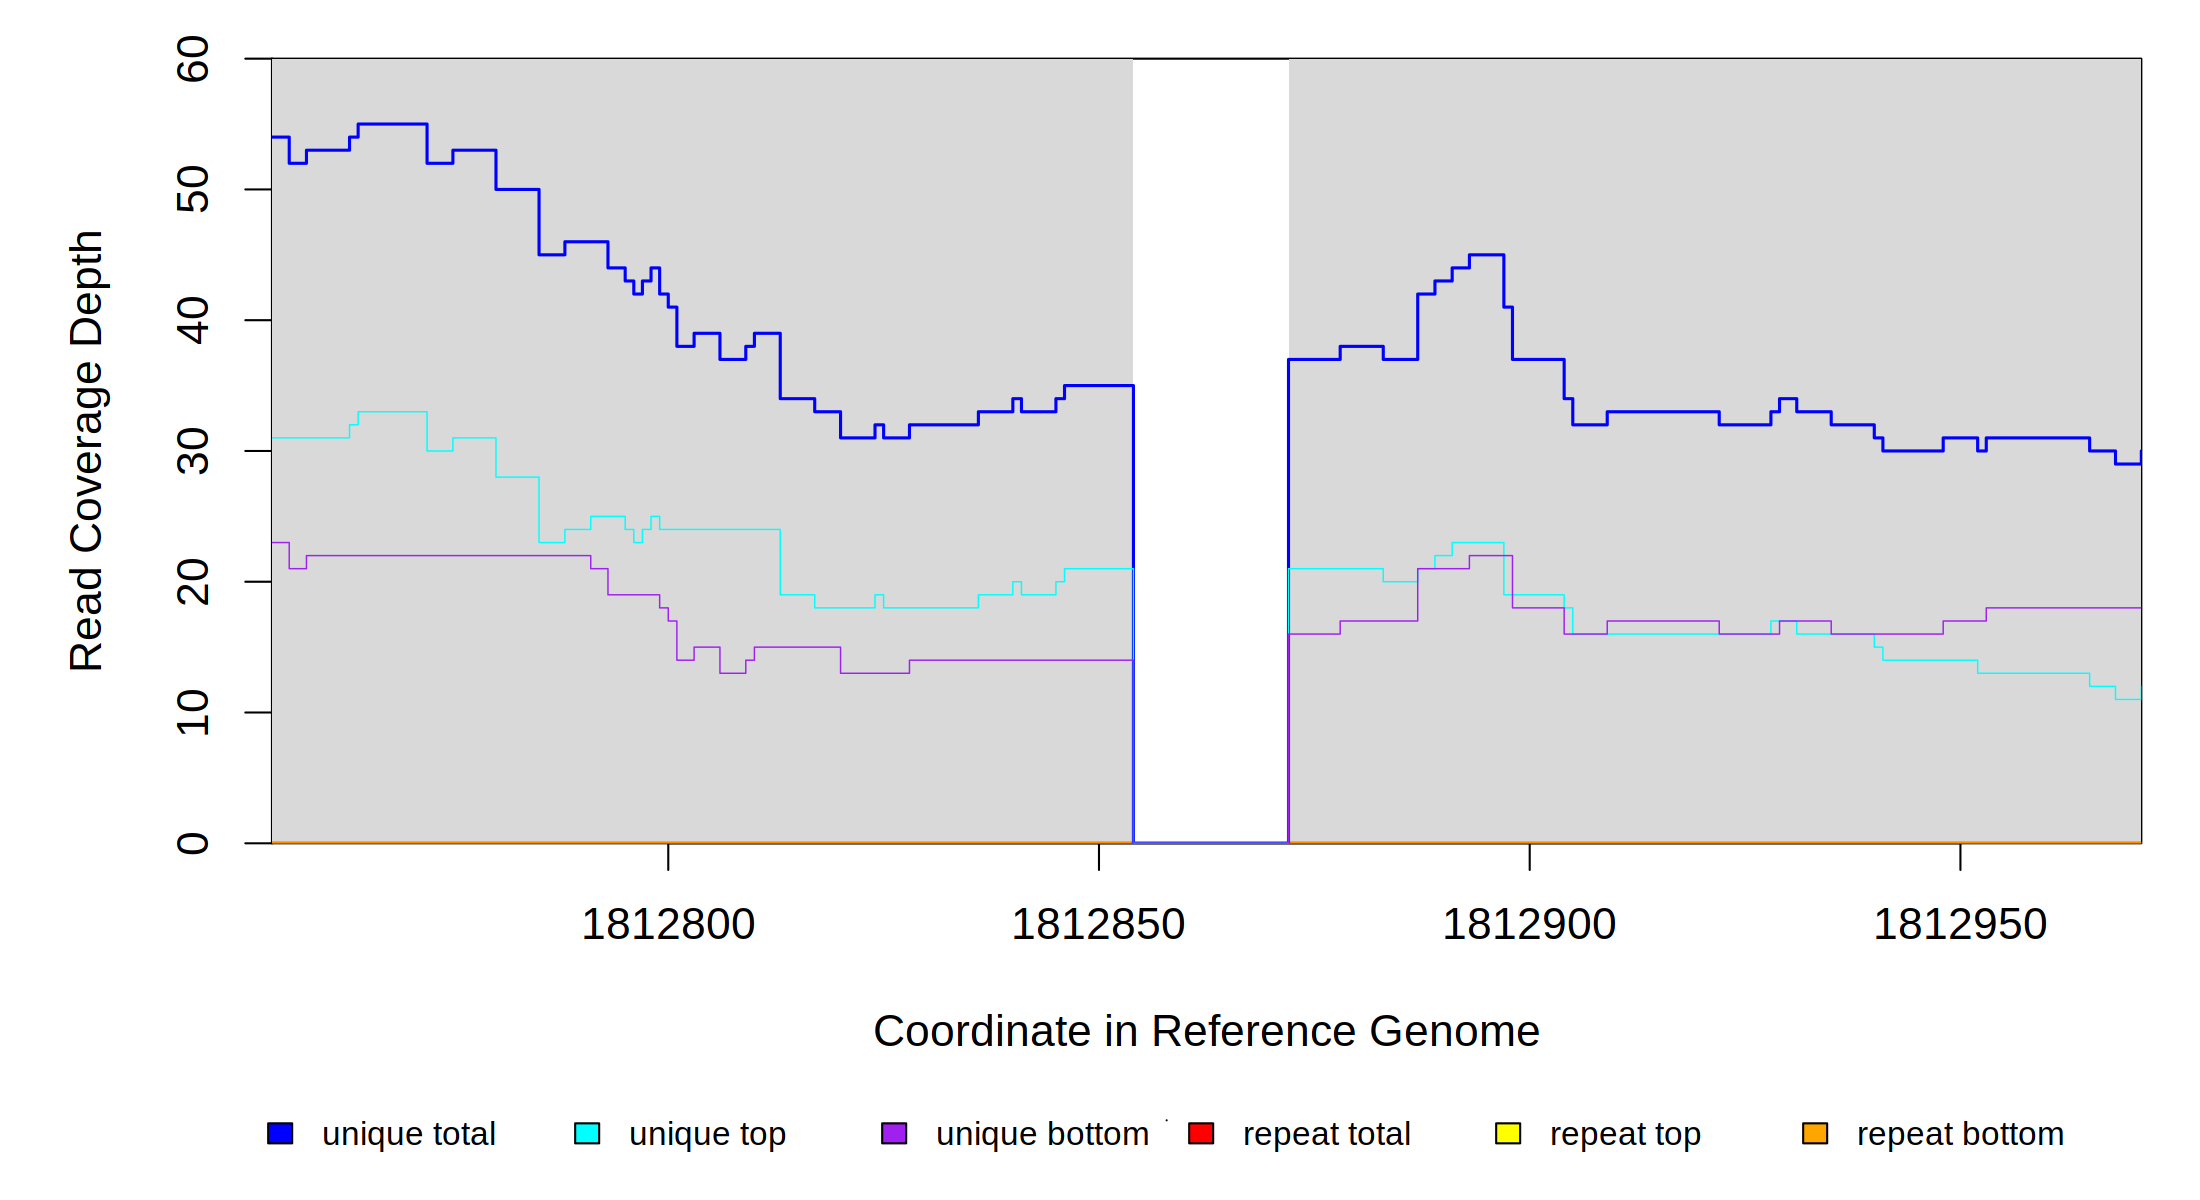 60
50
40
30
20
10
0
Read Coverage Depth
1812800 1812850 1812900 1812950
Coordinate in Reference Genome
unique total unique top unique bottom repeat total repeat top repeat bottom